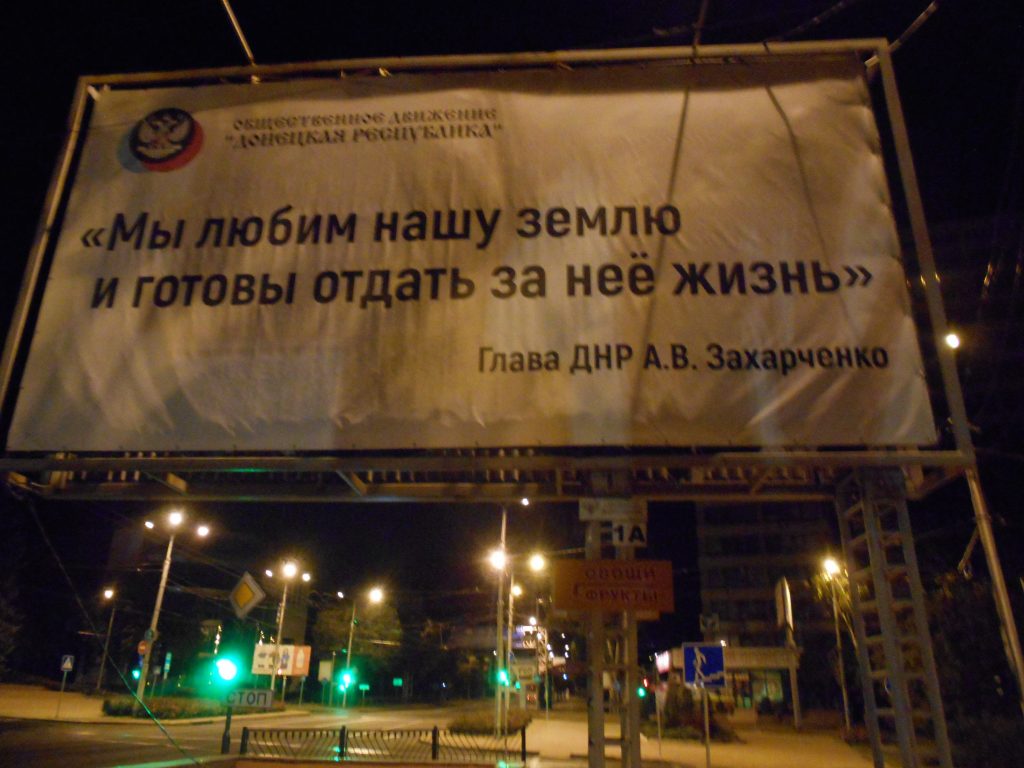 ОБЩЕСТВЕННОЕ ДВИЖЕНИЕ
"ДОНЕЦКАЯ РЕСПУБЛИКА"
«Мы любим нашу землю
и готовы отдать за неё жизнь»
Глава ДНР А.В. Захарченко
1А
ОВОЩИ
ФРУКТЫ
СТОП